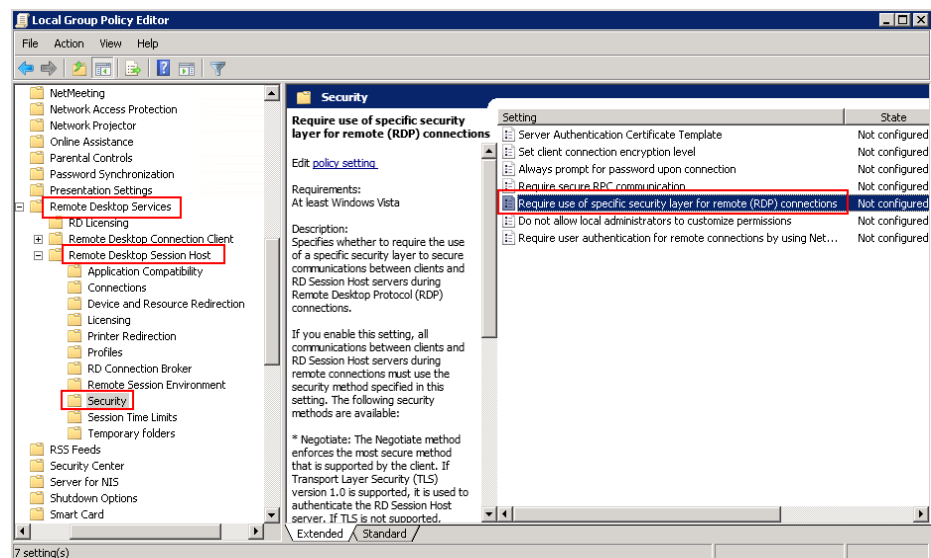 Local Group Policy Editor
File Action View Help
NetMeeting
Network Access Protection
Network Projector
Online Assistance
Parental Controls
Password Synchronization
Presentation Settings
Remote Desktop Services
RD Licensing
Remote Desktop Connection Client
Remote Desktop Session Host
Application Compatibility
Connections
Device and Resource Redirection
Licensing
Printer Redirection
Profiles
RD Connection Broker
Remote Session Environment
Security
Session Time Limits
Temporary folders
RSS Feeds
Security Center
Server for NIS
Shutdown Options
Smart Card
Security
Require use of specific security
layer for remote (RDP) connections
Edit policy setting
Requirements:
At least Windows Vista
Description:
Specifies whether to require the use
of a specific security layer to secure
communications between clients and
RD Session Host servers during
Remote Desktop Protocol (RDP)
connections.
If you enable this setting, all
communications between clients and
RD Session Host servers during
remote connections must use the
security method specified in this
setting. The following security
methods are available:
* Negotiate: The Negotiate method
enforces the most secure method
that is supported by the client. If
Transport Layer Security (TLS)
version 1.0 is supported, it is used to
authenticate the RD Session Host
server. If TLS is not supported,
Setting State
Server Authentication Certificate Template Not configured
Set client connection encryption level Not configured
Always prompt for password upon connection Not configured
Require secure RPC communication Not configured
Require use of specific security layer for remote (RDP) connections Not configured
Do not allow local administrators to customize permissions Not configured
Require user authentication for remote connections by using Net... Not configured
Extended Standard
7 setting(s)